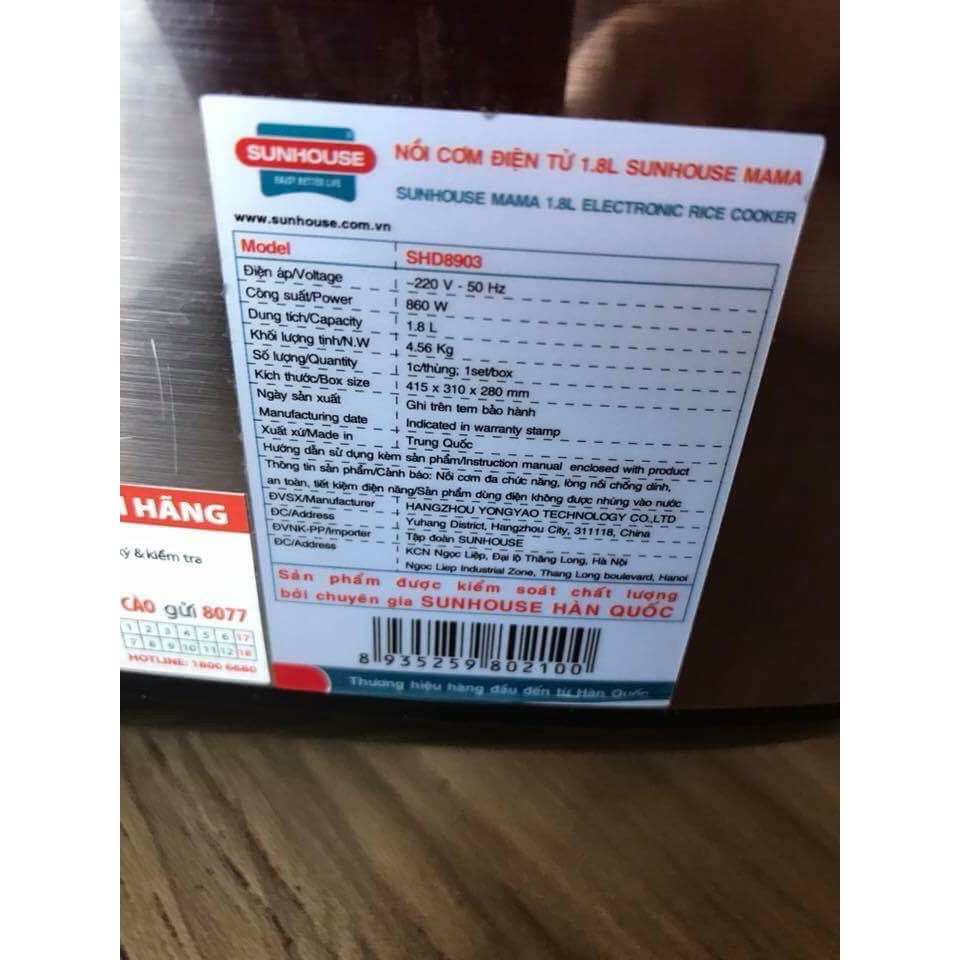 SUNHOUSE
EASY BETTER LIFE
NỒI CƠM ĐIỆN TỬ 1.8L SUNHOUSE MAMA
SUNHOUSE MAMA 1.8L ELECTRONIC RICE COOKER
www.sunhouse.com.vn
Model SHD8903
Điện áp/Voltage ~220 V - 50 Hz
Công suất/Power 860 W
Dung tích/Capacity 1.8 L
Khối lượng tịnh/N.W 4.56 Kg
Số lượng/Quantity 1c/thùng; 1set/box
Kích thước/Box size 415 x 310 x 280 mm
Ngày sản xuất Ghi trên tem bảo hành
Manufacturing date Indicated in warranty stamp
Xuất xứ/Made in Trung Quốc
Hướng dẫn sử dụng kèm sản phẩm/Instruction manual enclosed with product
Thông tin sản phẩm/Cảnh báo: Nồi cơm đa chức năng, lòng nồi chống dính,
an toàn, tiết kiệm điện năng/Sản phẩm dùng điện không được nhúng vào nước
ĐVSX/Manufacturer HANGZHOU YONGYAO TECHNOLOGY CO.,LTD
ĐC/Address Yuhang District, Hangzhou City, 311118, China
ĐVNK-PP/Importer Tập đoàn SUNHOUSE
ĐC/Address KCN Ngọc Liệp, Đại lộ Thăng Long, Hà Nội
Ngoc Liep Industrial Zone, Thang Long boulevard, Hanoi
Sản phẩm được kiểm soát chất lượng
bởi chuyên gia SUNHOUSE HÀN QUỐC
8 935259 802100
Thương hiệu hàng đầu đến từ Hàn Quốc
HÃNG
ký & kiểm tra
CÀO gửi 8077
1 2 3 4 5 6 17
7 8 9 10 11 12 18
HOTLINE: 1800 6680